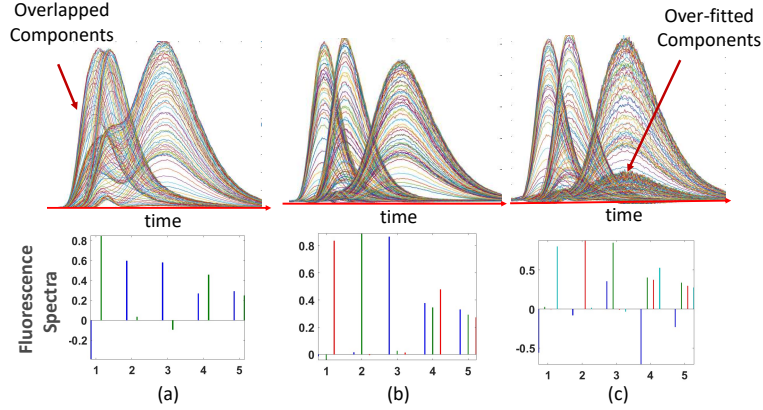 Overlapped
Components
Over-fitted
Components
time
time
time
Fluorescence
Spectra
0.8
0.6
0.4
0.2
0
-0.2
1 2 3 4 5
(a)
0.8
0.6
0.4
0.2
0
1 2 3 4 5
(b)
0.5
0
-0.5
1 2 3 4 5
(c)